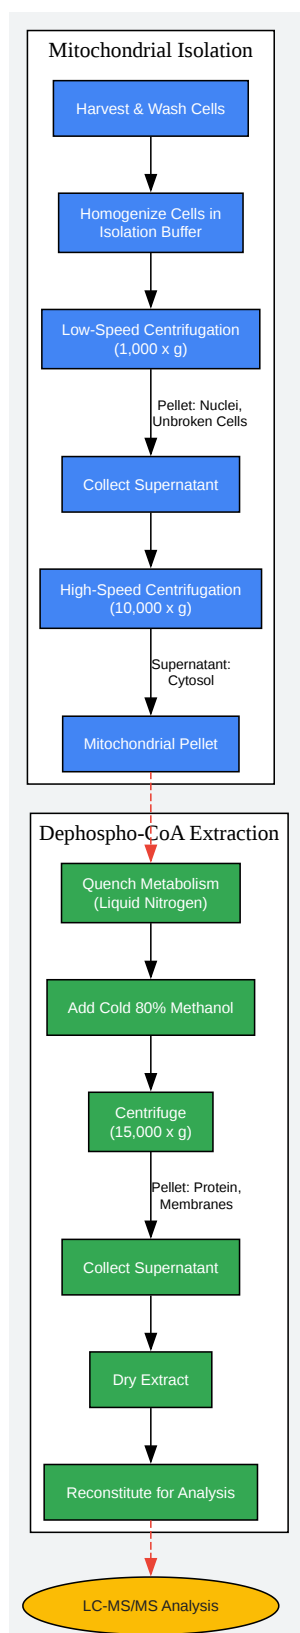 Mitochondrial Isolation
Harvest & Wash Cells
Homogenize Cells in
Isolation Buffer
Low-Speed Centrifugation
(1,000 x g)
Pellet: Nuclei,
Unbroken Cells
Collect Supernatant
High-Speed Centrifugation
(10,000 x g)
Supernatant:
Cytosol
Mitochondrial Pellet
Dephospho-CoA Extraction
Quench Metabolism
(Liquid Nitrogen)
Add Cold 80% Methanol
Centrifuge
(15,000 x g)
Pellet: Protein,
Membranes
Collect Supernatant
Dry Extract
Reconstitute for Analysis
LC-MS/MS Analysis